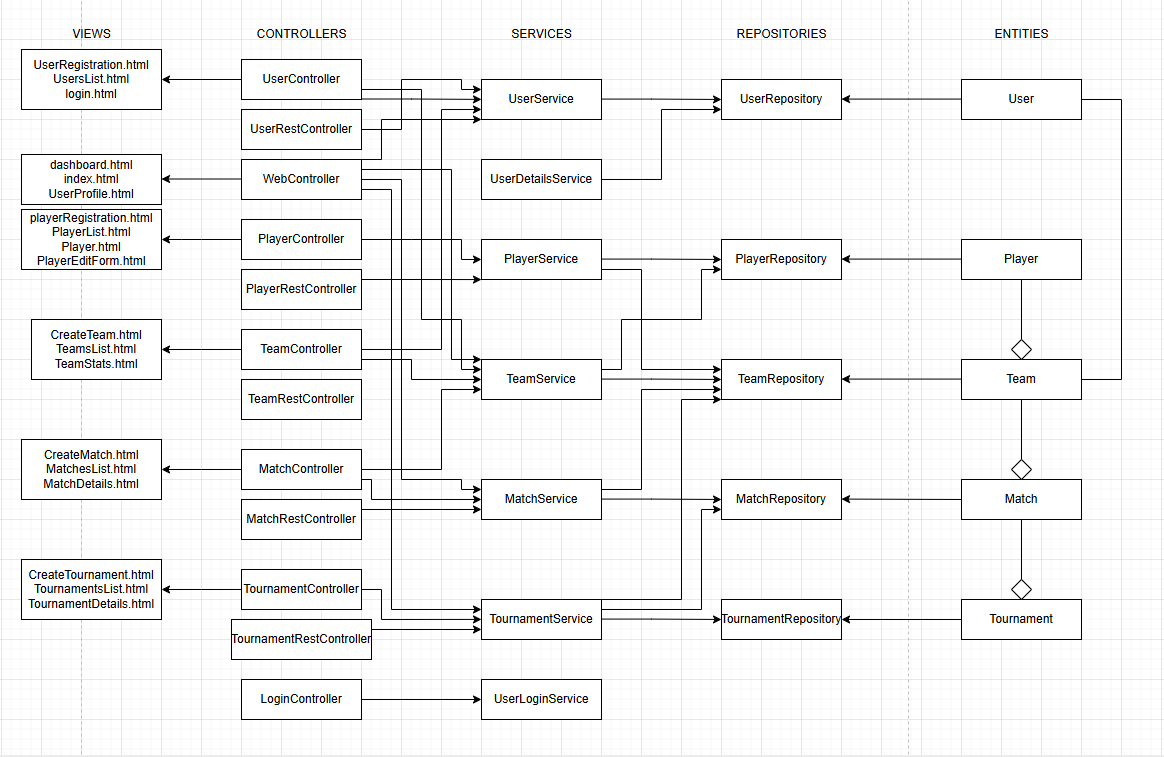 VIEWS
CONTROLLERS
SERVICES
REPOSITORIES
ENTITIES
UserRegistration.html
UsersList.html
login.html
UserController
UserService
UserRepository
User
UserRestController
dashboard.html
index.html
UserProfile.html
WebController
UserDetailsService
playerRegistration.html
PlayerList.html
Player.html
PlayerEditForm.html
PlayerController
PlayerService
PlayerRepository
Player
PlayerRestController
CreateTeam.html
TeamsList.html
TeamStats.html
TeamController
TeamService
TeamRepository
Team
TeamRestController
CreateMatch.html
MatchesList.html
MatchDetails.html
MatchController
MatchService
MatchRepository
Match
MatchRestController
CreateTournament.html
TournamentsList.html
TournamentDetails.html
TournamentController
TournamentService
TournamentRepository
Tournament
TournamentRestController
LoginController
UserLoginService